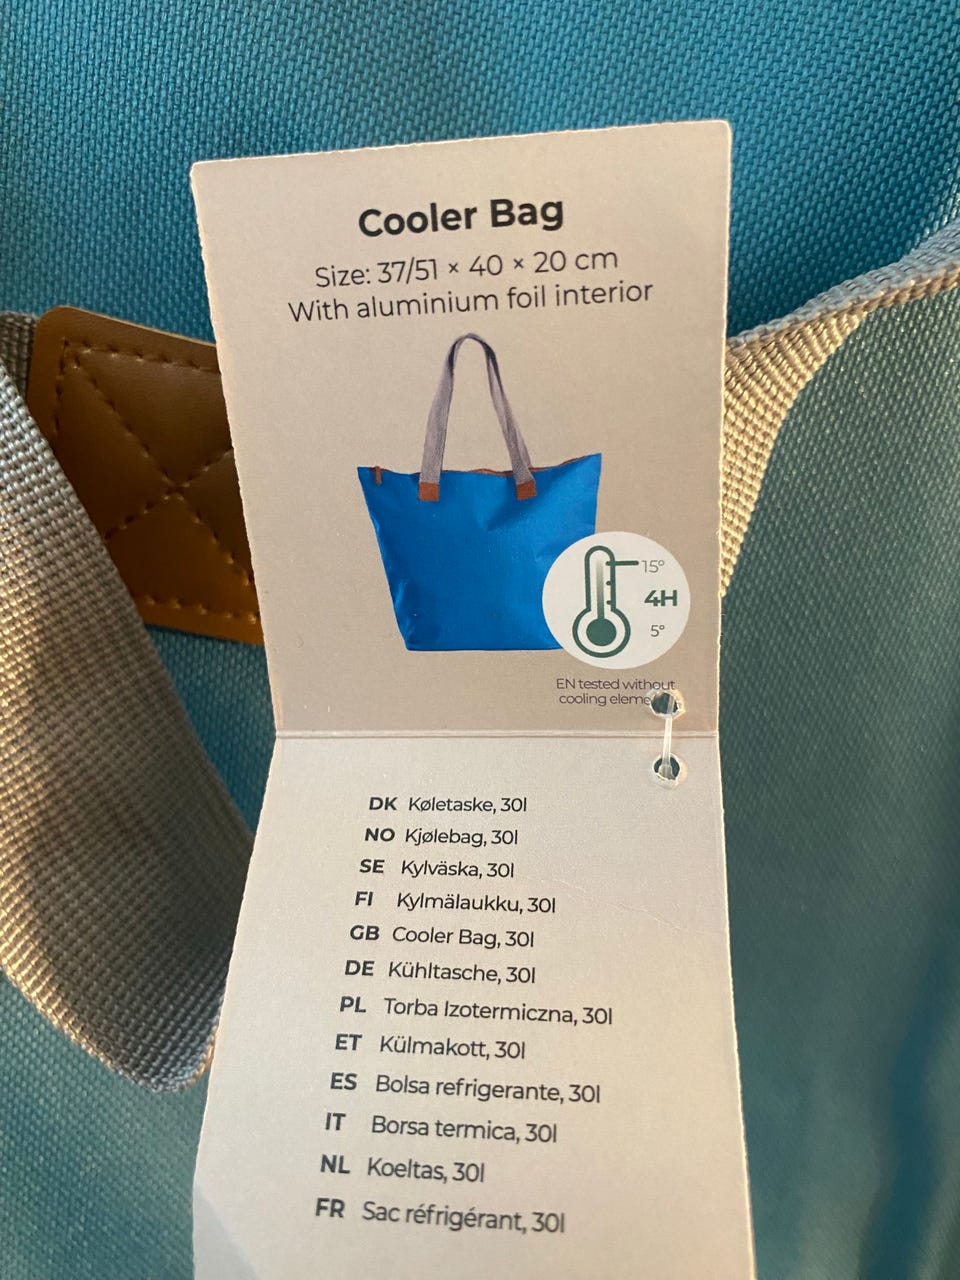 Cooler Bag
Size: 37/51 × 40 × 20 cm
With aluminium foil interior
15°
4H
5°
EN tested without
cooling
DK Køletaske, 30l
NO Kjølebag, 30l
SE Kylväska, 30l
FI Kylmälaukku, 30l
GB Cooler Bag, 30l
DE Kühltasche, 30l
PL Torba Izotermiczna, 30l
ET Külmakott, 30l
ES Bolsa refrigerante, 30l
IT Borsa termica, 30l
NL Koeltas, 30l
FR Sac réfrigérant, 30l